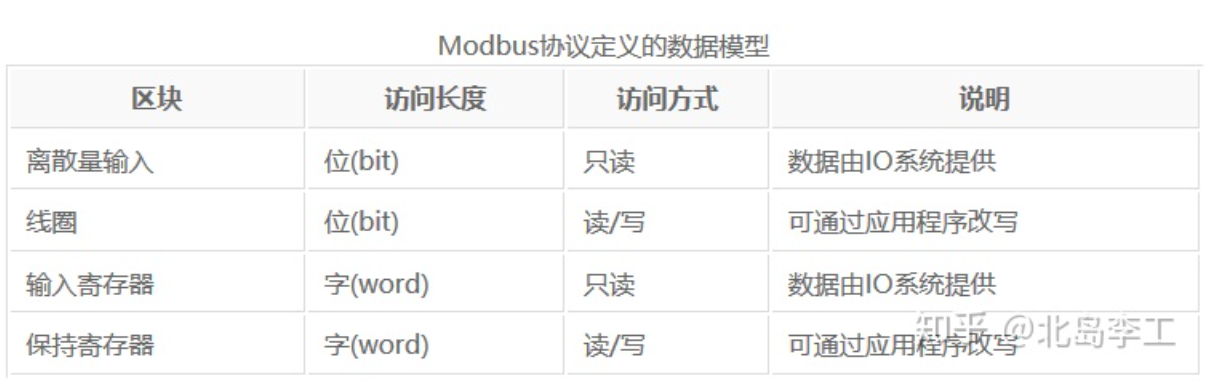 Modbus协议定义的数据模型
区块 访问长度 访问方式 说明
离散量输入 位(bit) 只读 数据由IO系统提供
线圈 位(bit) 读/写 可通过应用程序改写
输入寄存器 字(word) 只读 数据由IO系统提供
保持寄存器 字(word) 读/写 可通过应用程序改写
知乎 @北岛李工